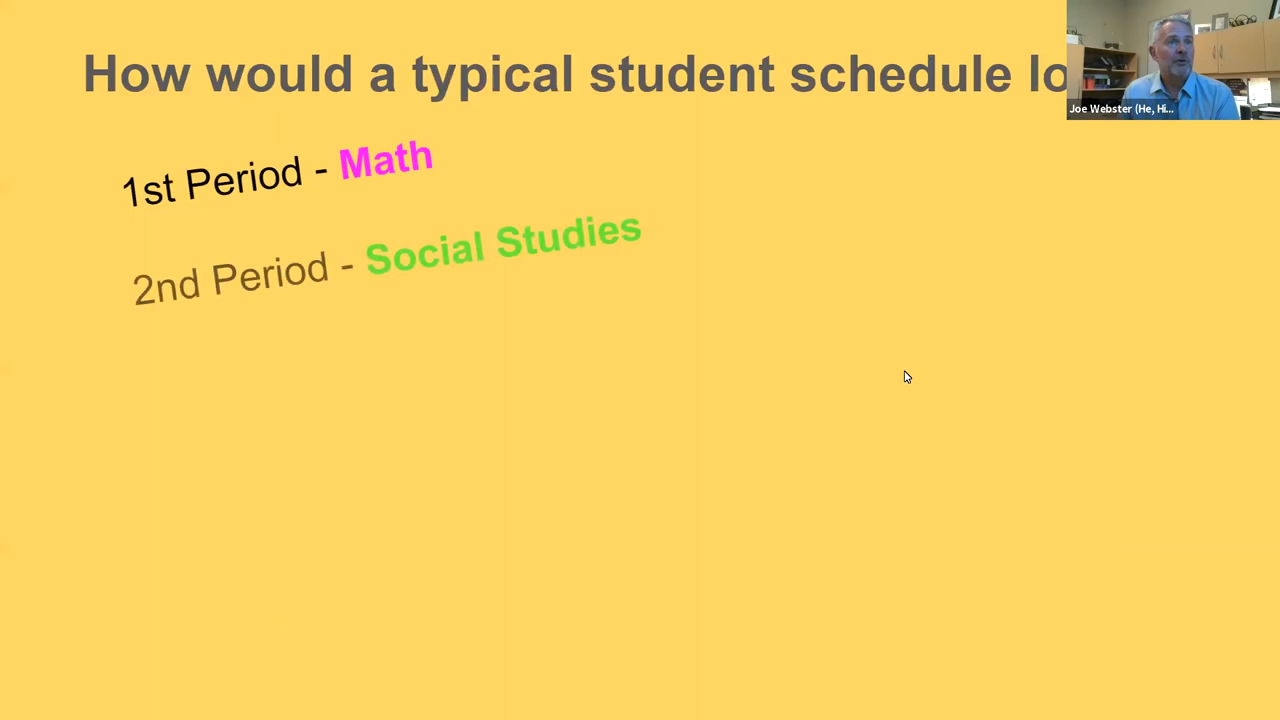 How would a typical student schedule lo
Joe Webster (He, Hi...
1st Period - Math
2nd Period - Social Studies